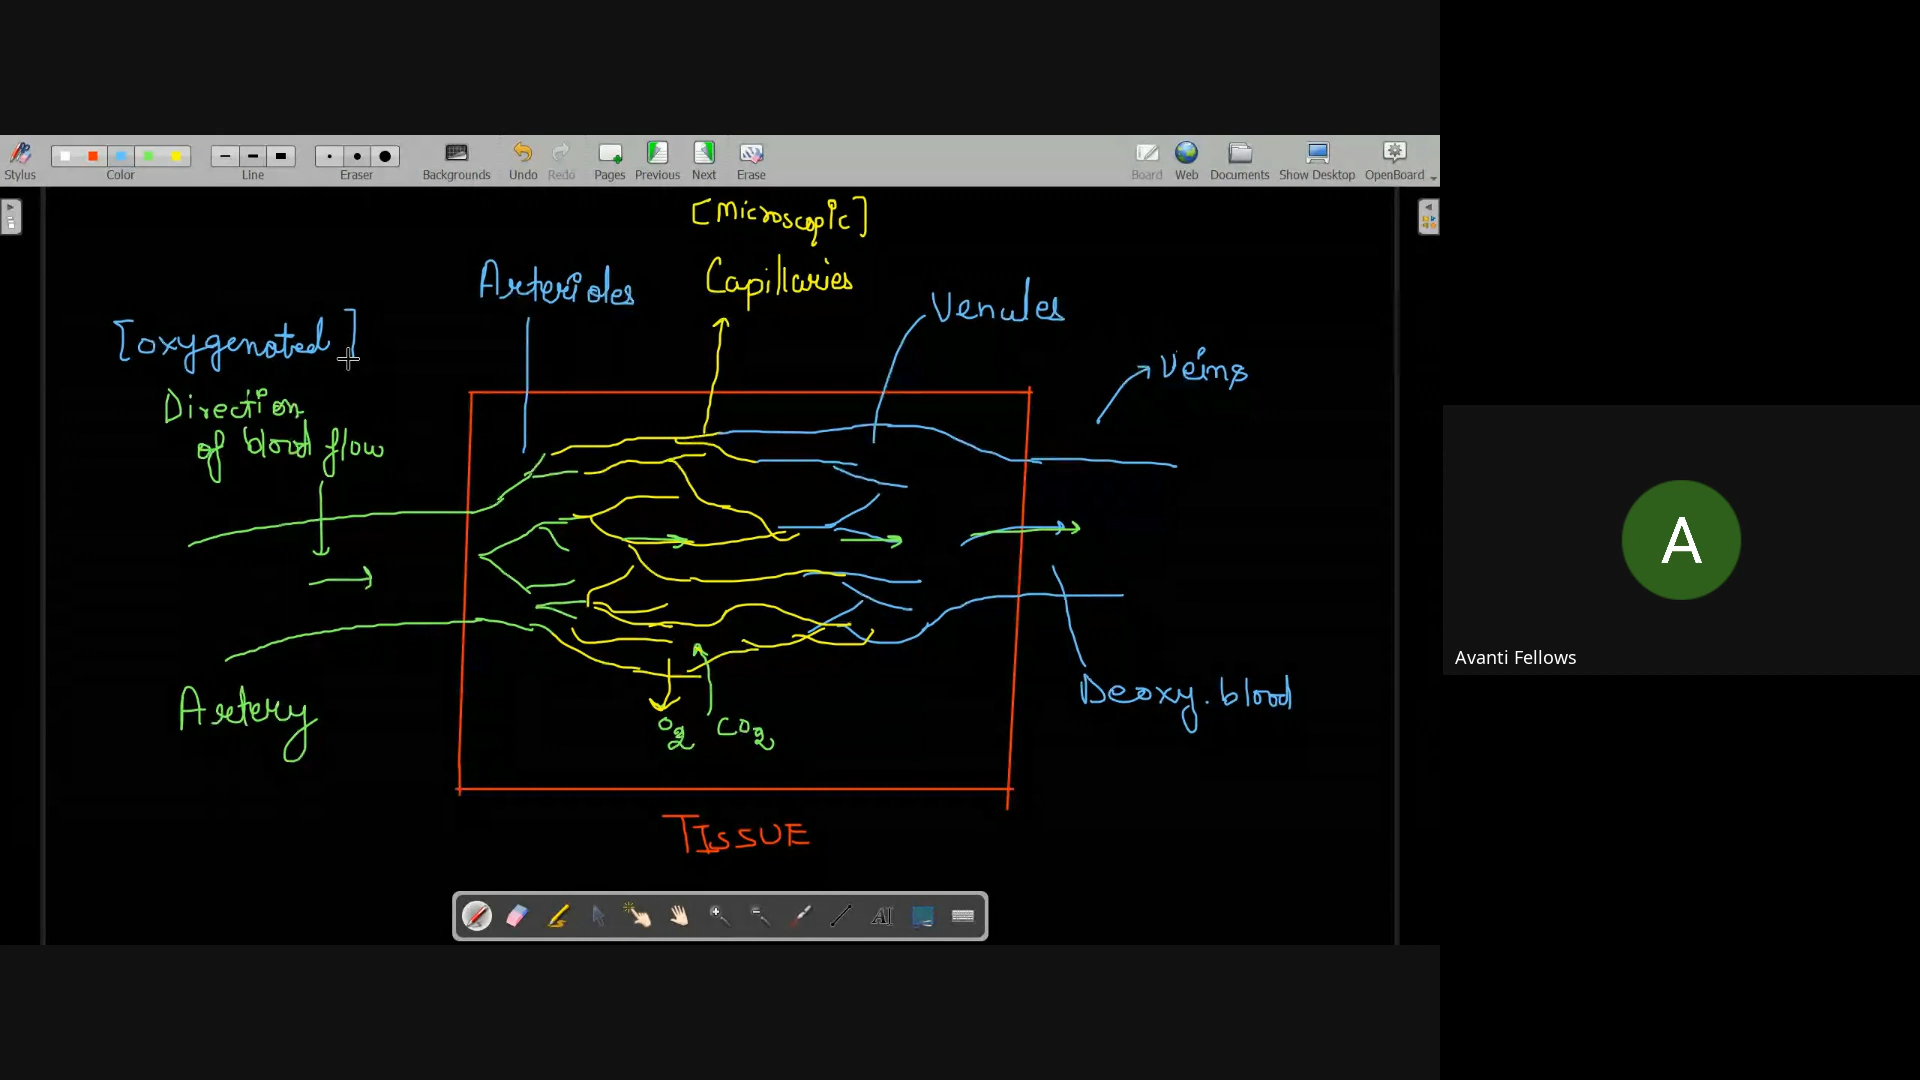 Stylus
Color
Line
Eraser
Backgrounds
Undo
Redo
Pages
Previous
Next
Erase
Board
Web
Documents
Show Desktop
OpenBoard
[Microscopic]
Capillaries
Arterioles
Venules
[oxygenated]
Veins
Direction
of blood flow
Artery
Deoxy. blood
O2 CO2
TISSUE
A
Avanti Fellows